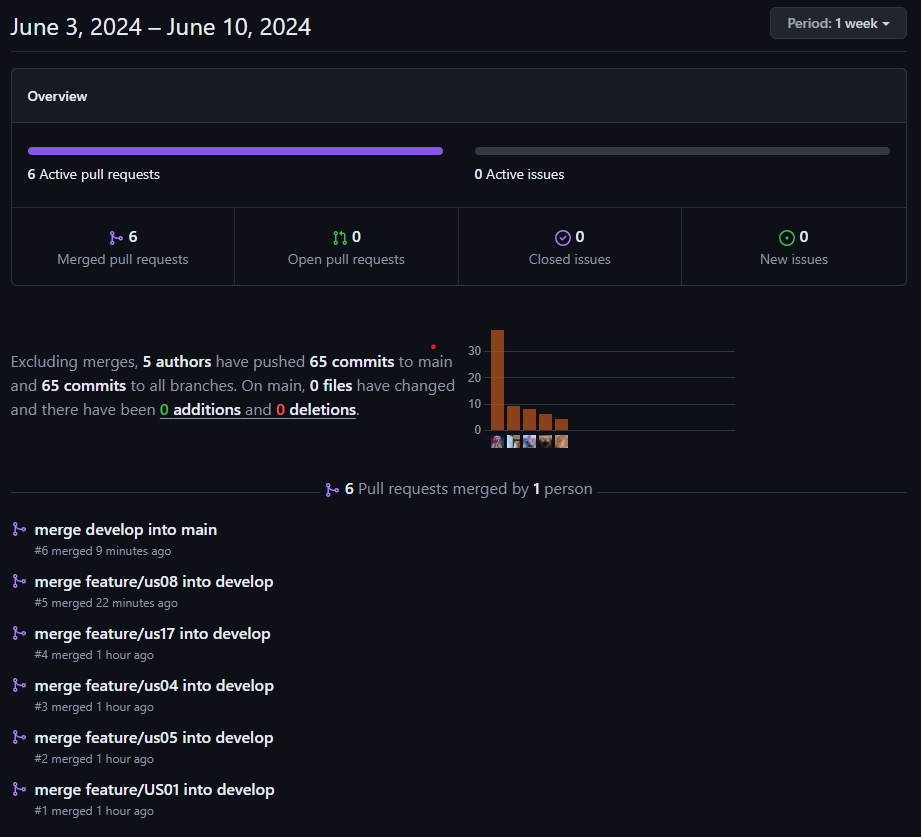 June 3, 2024 – June 10, 2024
Period: 1 week
Overview
6 Active pull requests
0 Active issues
6
Merged pull requests
0
Open pull requests
0
Closed issues
0
New issues
Excluding merges, 5 authors have pushed 65 commits to main
and 65 commits to all branches. On main, 0 files have changed
and there have been 0 additions and 0 deletions.
30
20
10
0
6 Pull requests merged by 1 person
merge develop into main
#6 merged 9 minutes ago
merge feature/us08 into develop
#5 merged 22 minutes ago
merge feature/us17 into develop
#4 merged 1 hour ago
merge feature/us04 into develop
#3 merged 1 hour ago
merge feature/us05 into develop
#2 merged 1 hour ago
merge feature/US01 into develop
#1 merged 1 hour ago